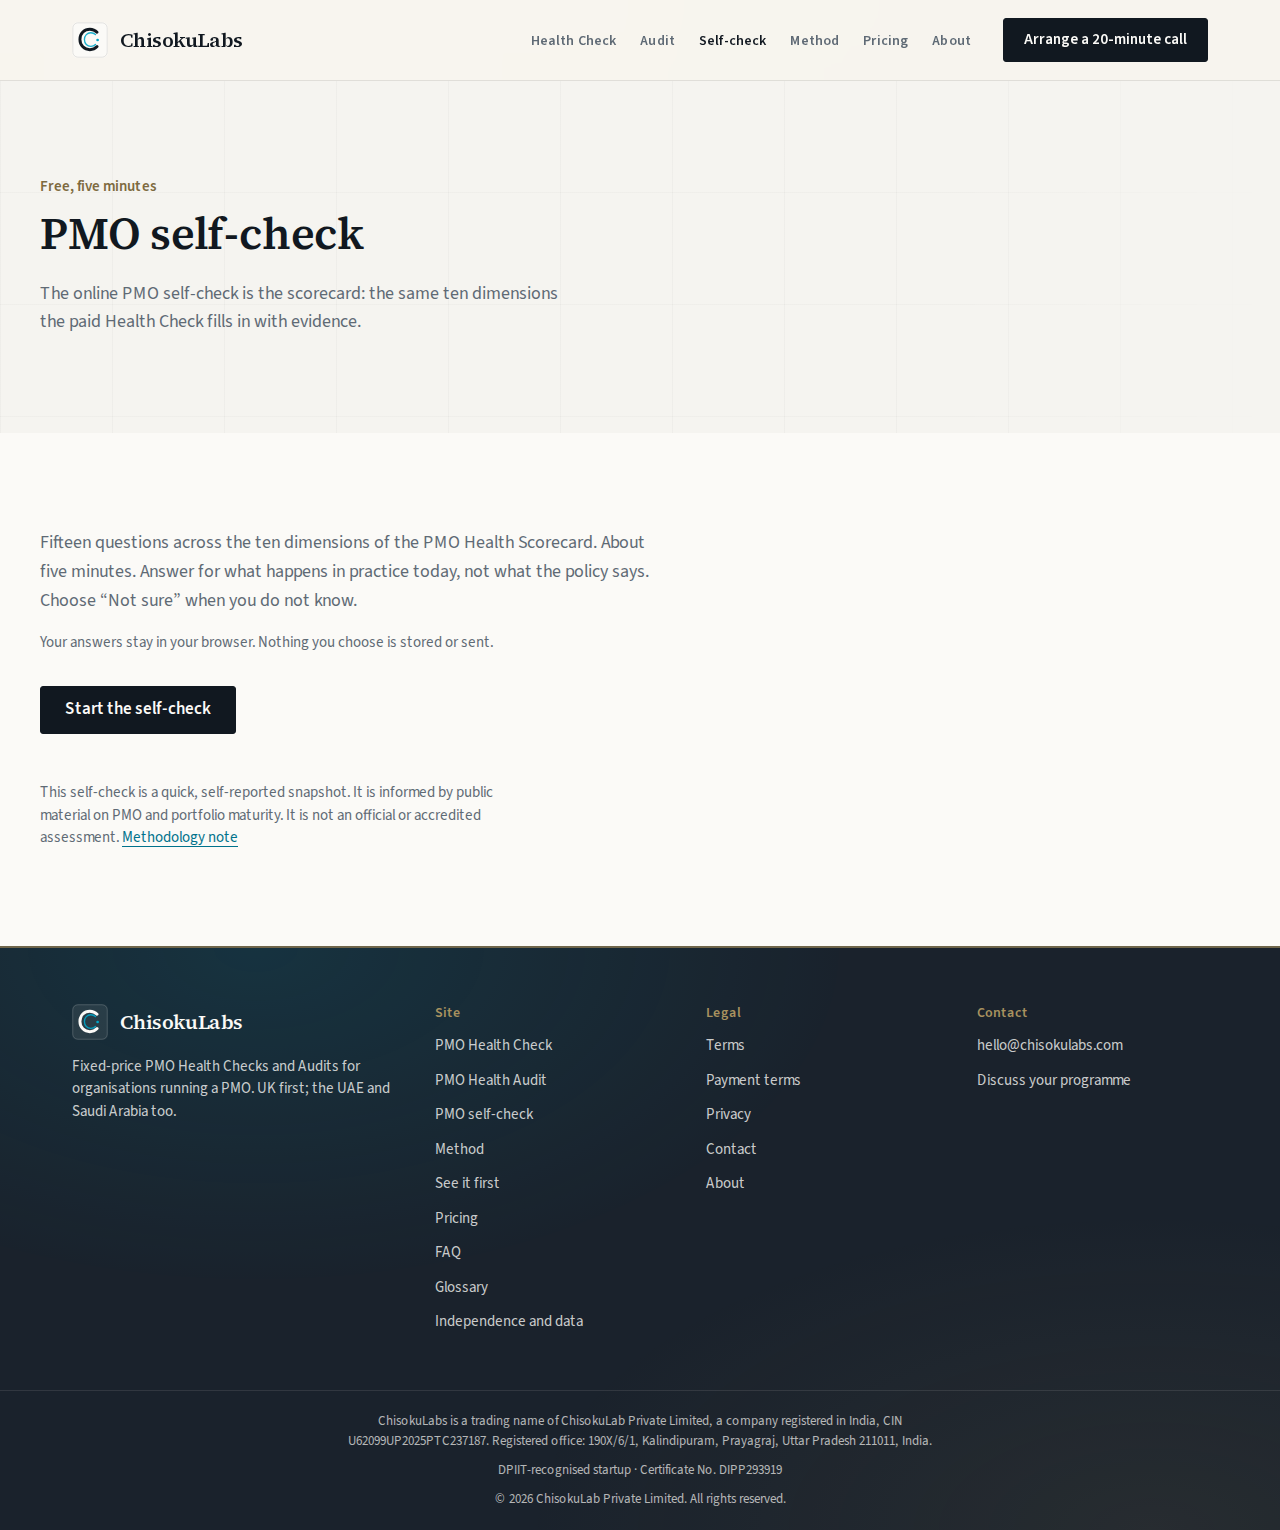 ChisokuLabs
Health Check Audit Self-check Method Pricing About Arrange a 20-minute call
Free, five minutes
PMO self-check
The online PMO self-check is the scorecard: the same ten dimensions
the paid Health Check fills in with evidence.
Fifteen questions across the ten dimensions of the PMO Health Scorecard. About
five minutes. Answer for what happens in practice today, not what the policy says.
Choose “Not sure” when you do not know.
Your answers stay in your browser. Nothing you choose is stored or sent.
Start the self-check
This self-check is a quick, self-reported snapshot. It is informed by public
material on PMO and portfolio maturity. It is not an official or accredited
assessment. Methodology note
ChisokuLabs
Fixed-price PMO Health Checks and Audits for
organisations running a PMO. UK first; the UAE and
Saudi Arabia too.
Site
PMO Health Check
PMO Health Audit
PMO self-check
Method
See it first
Pricing
FAQ
Glossary
Independence and data
Legal
Terms
Payment terms
Privacy
Contact
About
Contact
hello@chisokulabs.com
Discuss your programme
ChisokuLabs is a trading name of ChisokuLab Private Limited, a company registered in India, CIN
U62099UP2025PTC237187. Registered office: 190X/6/1, Kalindipuram, Prayagraj, Uttar Pradesh 211011, India.
DPIIT-recognised startup · Certificate No. DIPP293919
© 2026 ChisokuLab Private Limited. All rights reserved.